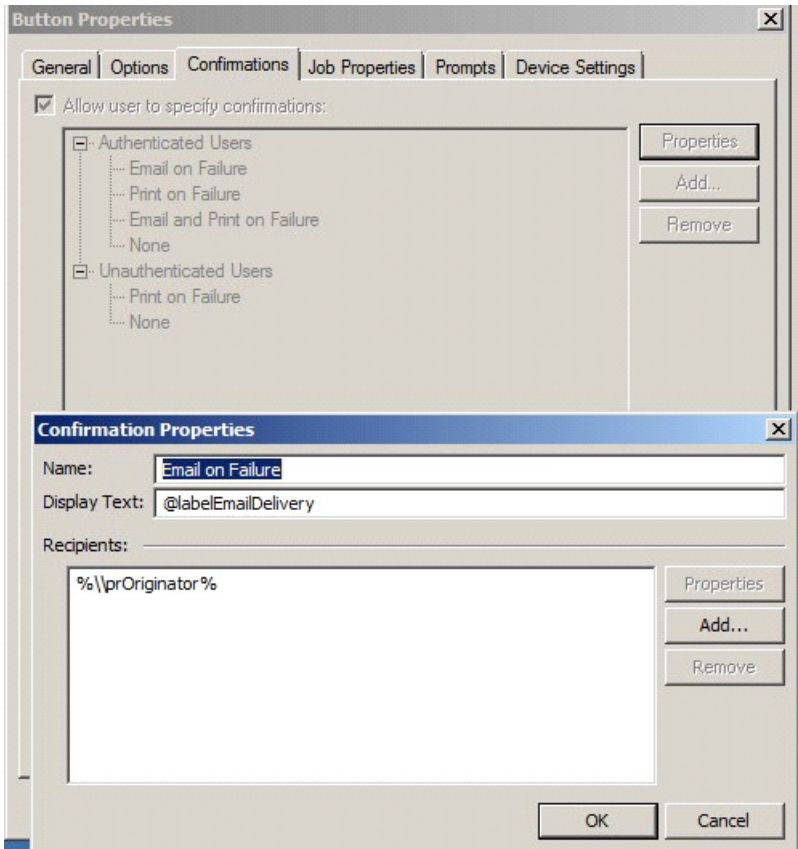 Button Properties
General Options Confirmations Job Properties Prompts Device Settings
Allow user to specify confirmations:
Authenticated Users
Email on Failure
Print on Failure
Email and Print on Failure
None
Unauthenticated Users
Print on Failure
None
Properties
Add...
Remove
Confirmation Properties
Name: Email on Failure
Display Text: @labelEmailDelivery
Recipients:
%\\prOriginator%
Properties
Add...
Remove
OK Cancel